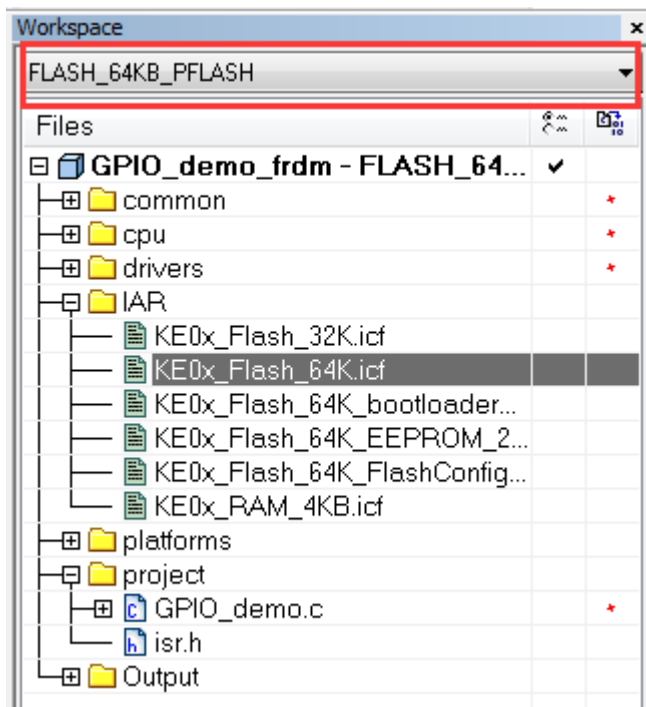 Workspace
FLASH_64KB_PFLASH
Files
GPIO_demo_frdm - FLASH_64...
common
cpu
drivers
IAR
KE0x_Flash_32K.icf
KE0x_Flash_64K.icf
KE0x_Flash_64K_bootloader...
KE0x_Flash_64K_EEPROM_2...
KE0x_Flash_64K_FlashConfig...
KE0x_RAM_4KB.icf
platforms
project
GPIO_demo.c
isr.h
Output